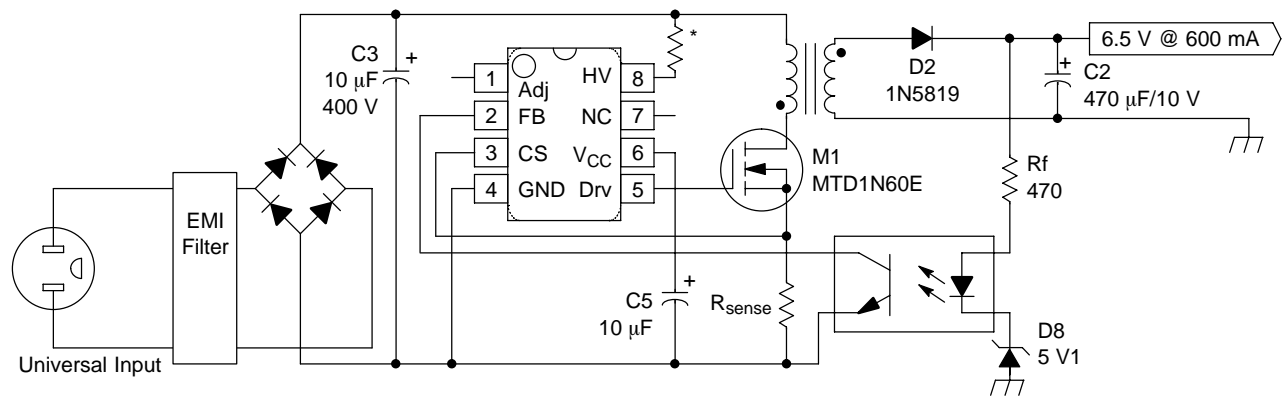 C3
10 μF
400 V
+
*
1
Adj
HV
8
2
FB
NC
7
3
CS
VCC
6
4
GND
Drv
5
D2
1N5819
6.5 V @ 600 mA
+
C2
470 μF/10 V
M1
MTD1N60E
Rf
470
EMI
Filter
Universal Input
C5
10 μF
+
Rsense
D8
5 V1